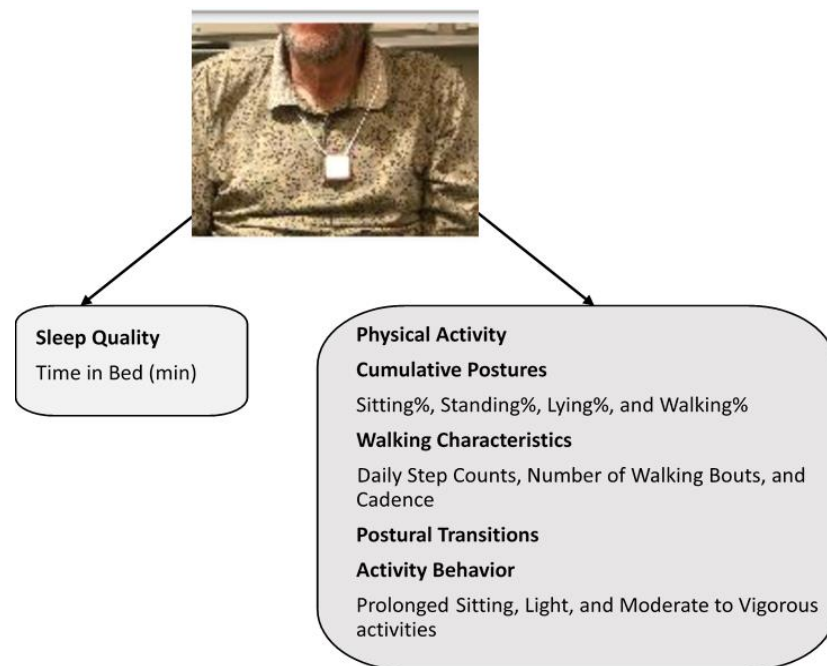 Sleep Quality
Time in Bed (min)
Physical Activity
Cumulative Postures
Sitting%, Standing%, Lying%, and Walking%
Walking Characteristics
Daily Step Counts, Number of Walking Bouts, and
Cadence
Postural Transitions
Activity Behavior
Prolonged Sitting, Light, and Moderate to Vigorous
activities